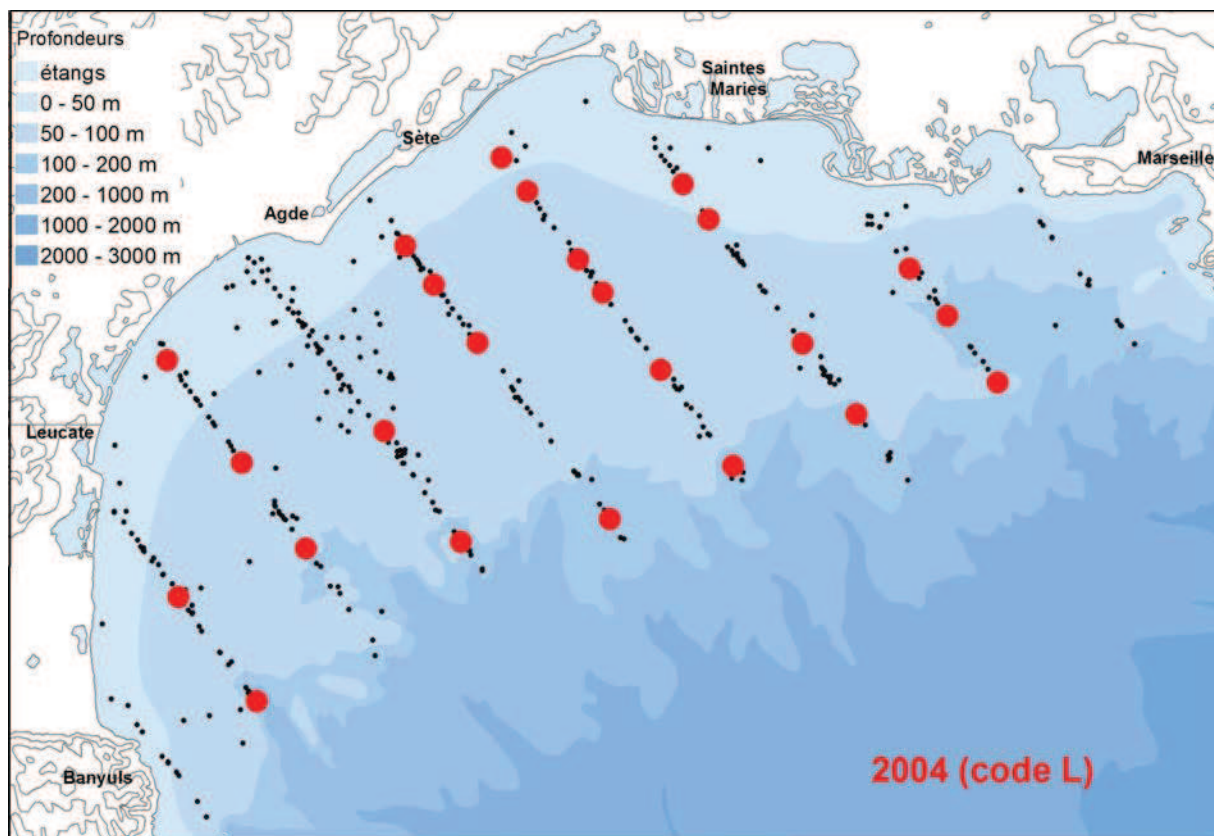 Profondeurs
étangs
0 - 50 m
50 - 100 m
100 - 200 m
200 - 1000 m
1000 - 2000 m
2000 - 3000 m
Saintes
Maries
Sète
Marseille
Agde
Leucate
Banyuls
2004 (code L)